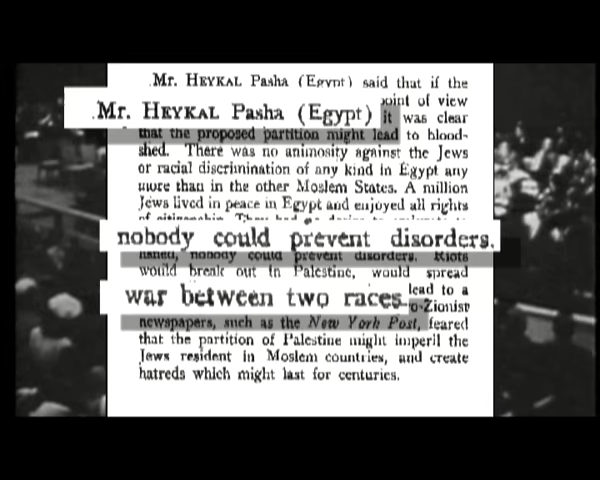 Mr. HEYKAL Pasha (Egypt) said that if the
point of view
Mr. HEYKAL Pasha (Egypt)
it was clear
that the proposed partition might lead to blood-
shed. There was no animosity against the Jews
or racial discrimination of any kind in Egypt any
more than in the other Moslem States. A million
Jews lived in peace in Egypt and enjoyed all rights
nobody could prevent disorders.
nobody could prevent disorders. Riots
would break out in Palestine, would spread
lead to a
war between two races
o-Zionist
newspapers, such as the New York Post, feared
that the partition of Palestine might imperil the
Jews resident in Moslem countries, and create
hatreds which might last for centuries.